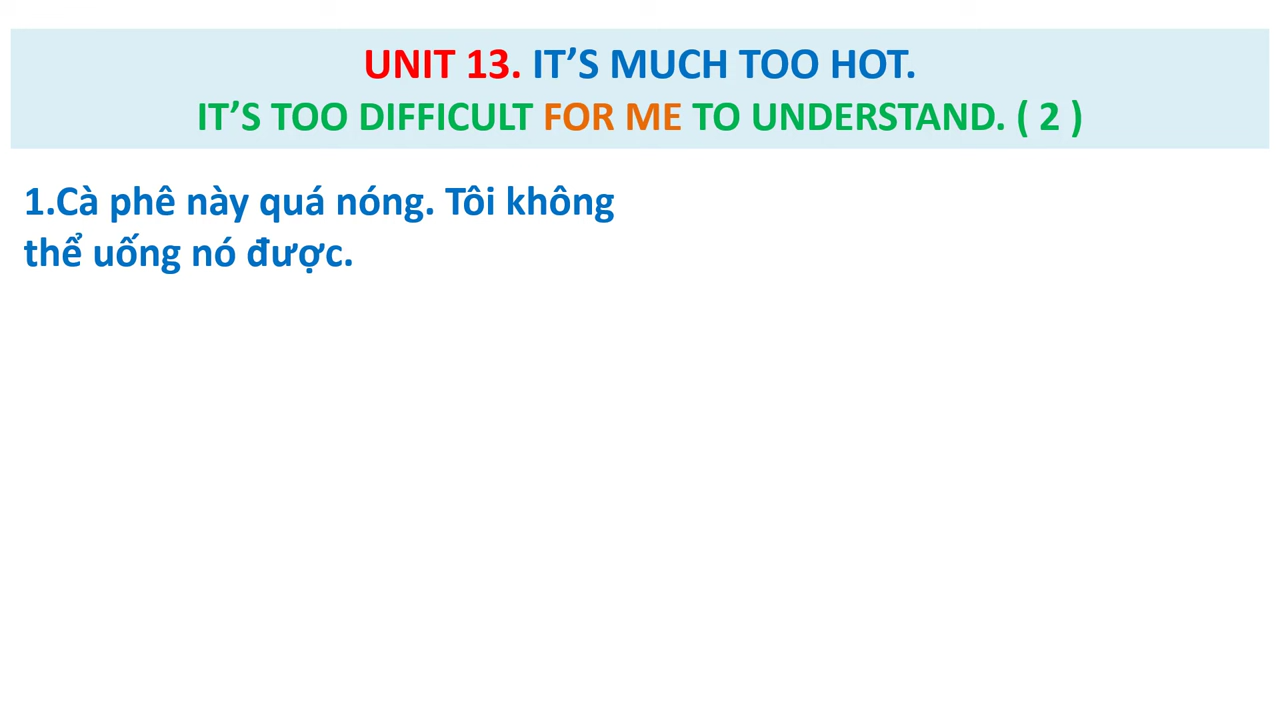 UNIT 13. IT’S MUCH TOO HOT.
IT’S TOO DIFFICULT FOR ME TO UNDERSTAND. ( 2 )
1.Cà phê này quá nóng. Tôi không
thể uống nó được.